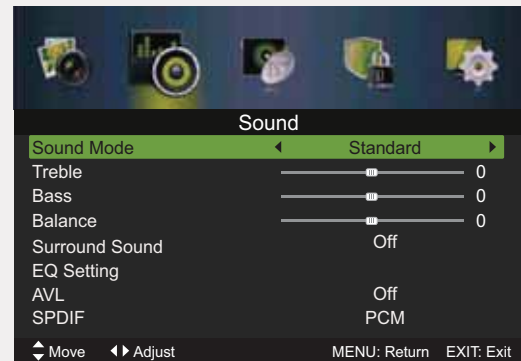 Sound
Sound Mode Standard
Treble 0
Bass 0
Balance 0
Surround Sound Off
EQ Setting
AVL Off
SPDIF PCM
Move Adjust MENU: Return EXIT: Exit